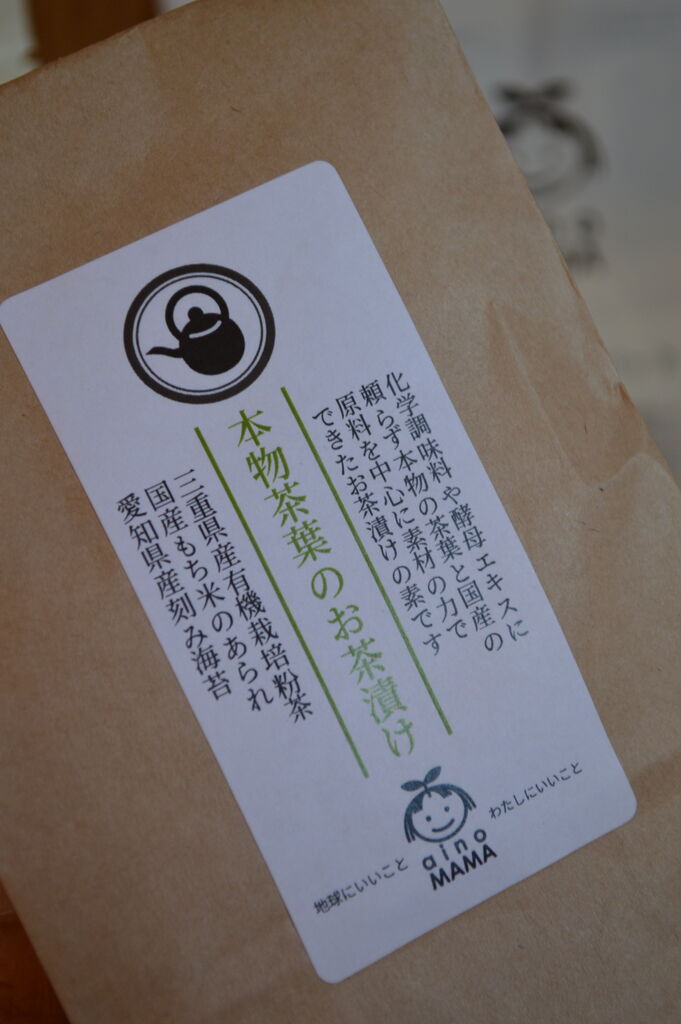 化学調味料や酵母エキスに
頼らず本物の茶葉と国産の
原料を中心に素材の力で
できたお茶漬けの素です
本物茶葉のお茶漬け
三重県産有機栽培粉茶
国産もち米のあられ
愛知県産刻み海苔
地球にいいこと
aino
MAMA
わたしにいいこと